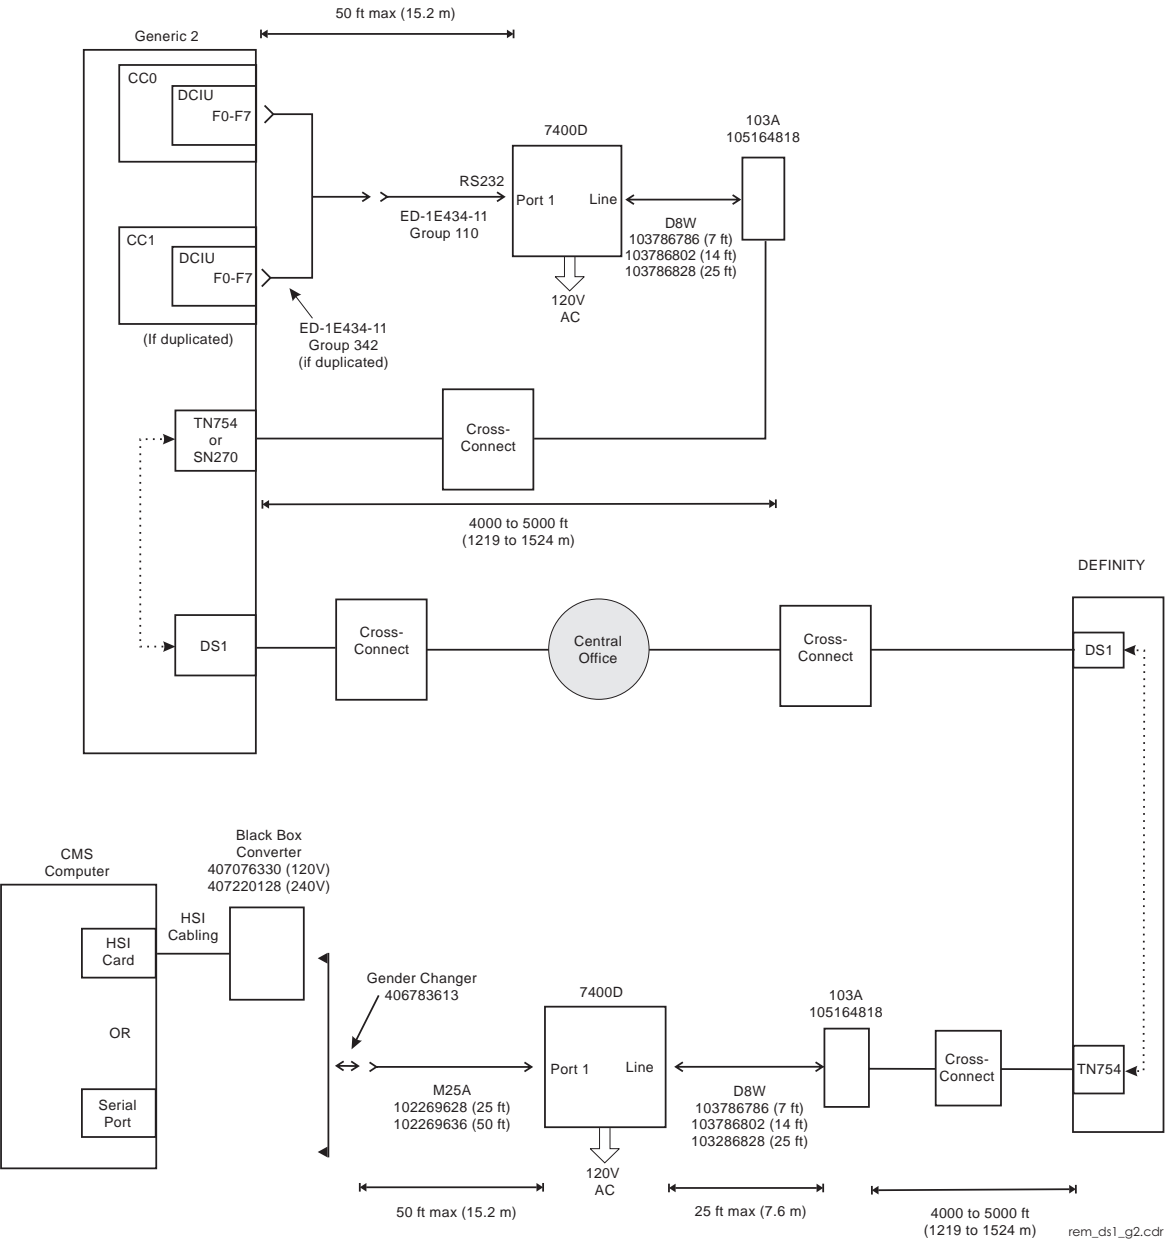 50 ft max (15.2 m)
Generic 2
CC0
DCIU
F0-F7
103A
105164818
7400D
RS232
Port 1
Line
ED-1E434-11
Group 110
D8W
103786786 (7 ft)
103786802 (14 ft)
103786828 (25 ft)
CC1
DCIU
F0-F7
120V
AC
(If duplicated)
ED-1E434-11
Group 342
(if duplicated)
TN754
or
SN270
Cross-
Connect
4000 to 5000 ft
(1219 to 1524 m)
DEFINITY
DS1
Cross-
Connect
Central
Office
Cross-
Connect
DS1
CMS
Computer
Black Box
Converter
407076330 (120V)
407220128 (240V)
HSI
Cabling
HSI
Card
OR
Serial
Port
Gender Changer
406783613
M25A
102269628 (25 ft)
102269636 (50 ft)
7400D
Port 1
Line
120V
AC
D8W
103786786 (7 ft)
103786802 (14 ft)
103286828 (25 ft)
103A
105164818
Cross-
Connect
TN754
50 ft max (15.2 m)
25 ft max (7.6 m)
4000 to 5000 ft
(1219 to 1524 m)
rem_ds1_g2.cdr